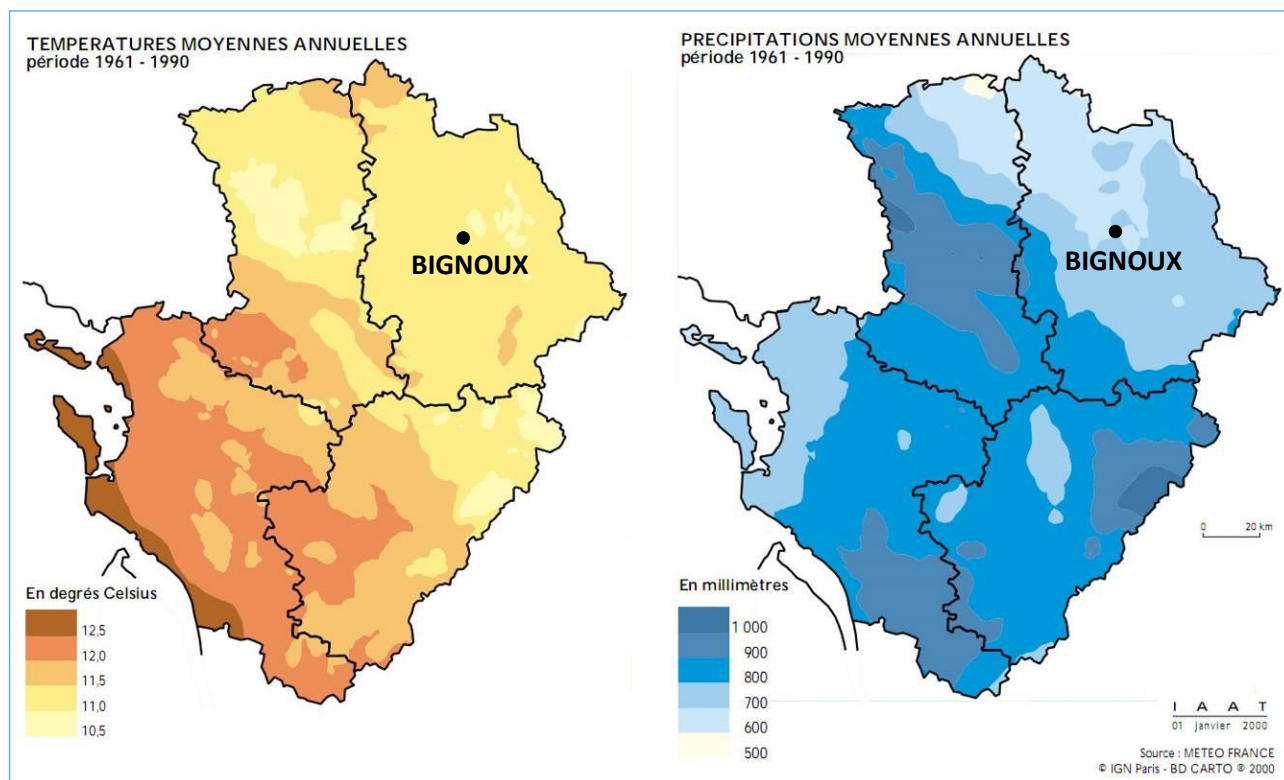 TEMPERATURES MOYENNES ANNUELLES
période 1961 - 1990
BIGNOUX
En degrés Celsius
12,5
12,0
11,5
11,0
10,5
PRECIPITATIONS MOYENNES ANNUELLES
période 1961 - 1990
BIGNOUX
0 20 km
En millimètres
1 000
900
800
700
600
500
I A A T
01 janvier 2000
Source : METEO FRANCE
© IGN Paris - BD CARTO ® 2000